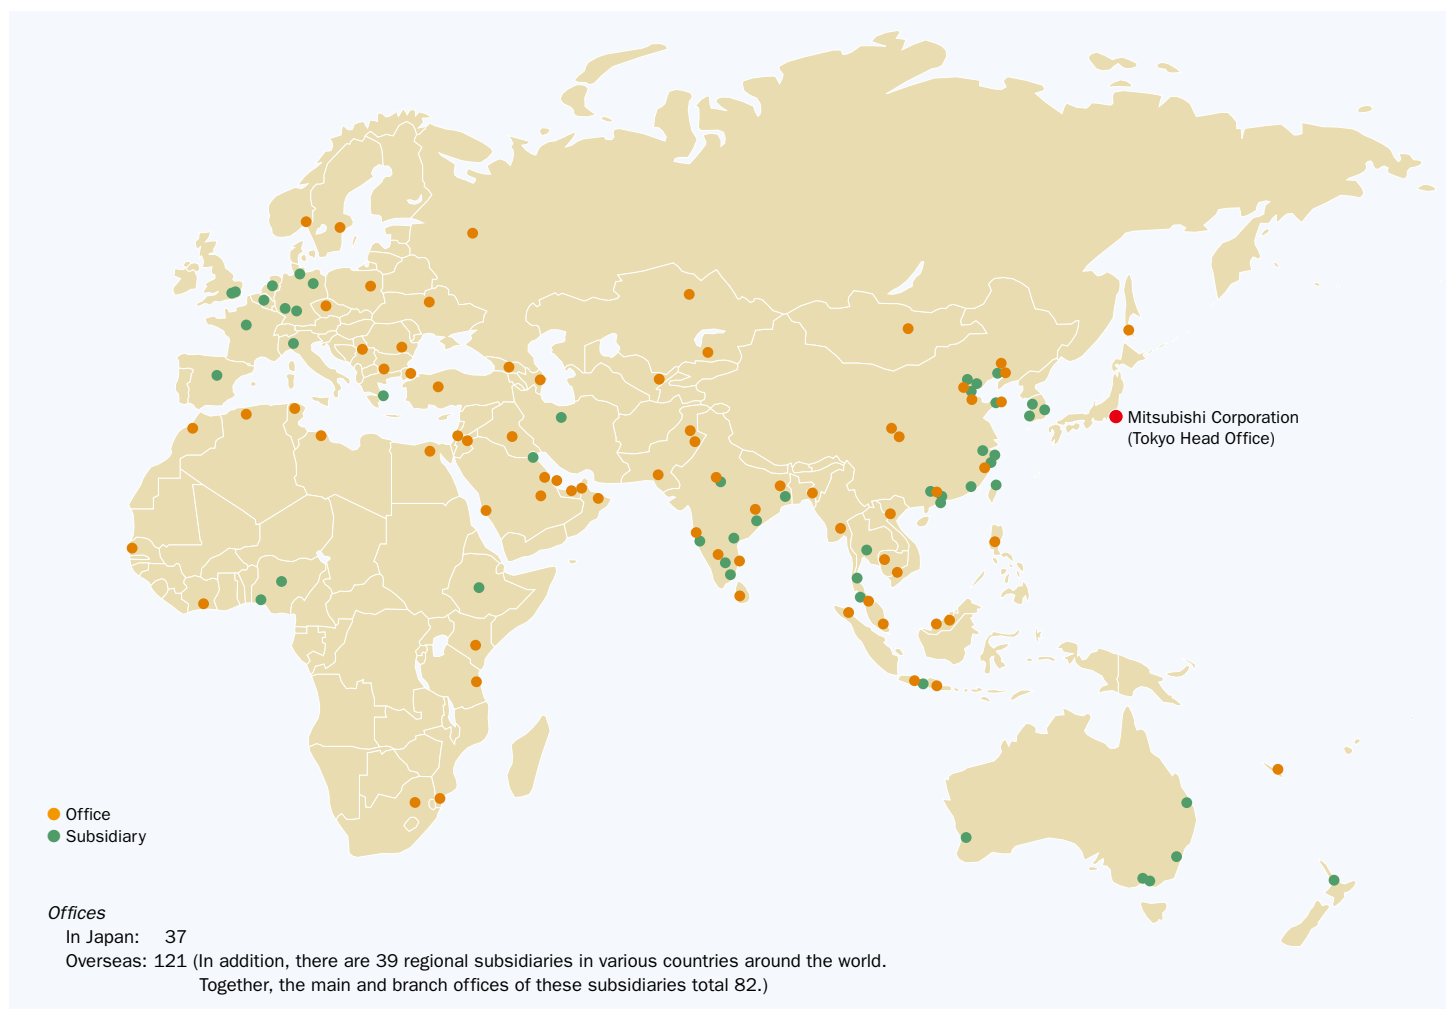 Mitsubishi Corporation
(Tokyo Head Office)
Office
Subsidiary
Offices
In Japan: 37
Overseas: 121 (In addition, there are 39 regional subsidiaries in various countries around the world.
Together, the main and branch offices of these subsidiaries total 82.)